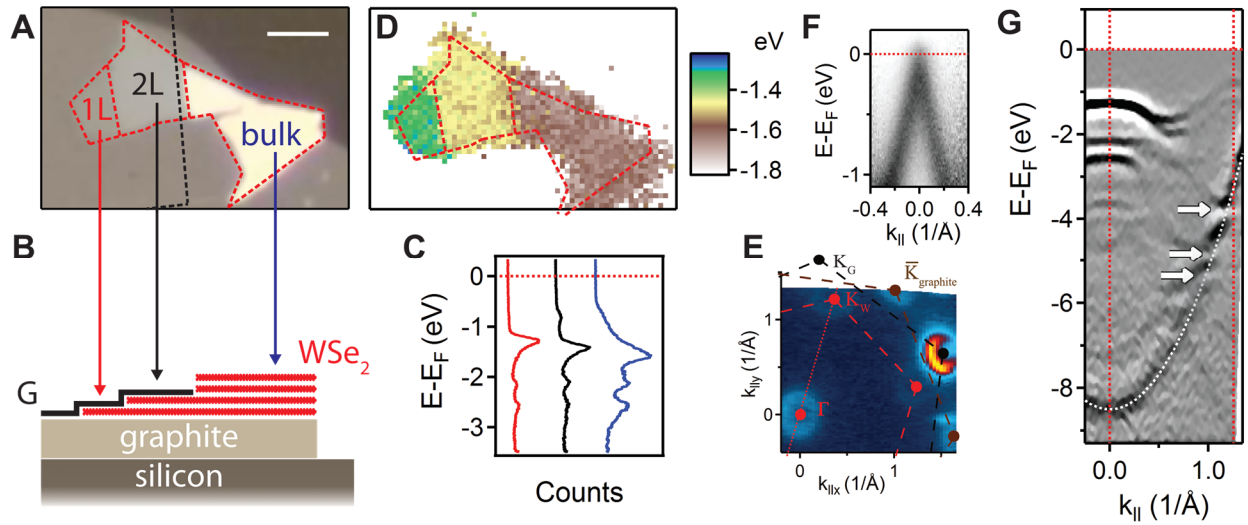 A
1L
2L
bulk
B
WSe2
G
graphite
silicon
D
eV
-1.4
-1.6
-1.8
C
E-EF (eV)
0
-1
-2
-3
Counts
F
E-EF (eV)
0
-1
-0.4 0.0 0.4
k|| (1/Å)
E
KG
K̅graphite
KW
Γ
k||y (1/Å)
1
0
0 1
k||x (1/Å)
G
E-EF (eV)
0
-2
-4
-6
-8
0.0 1.0
k|| (1/Å)